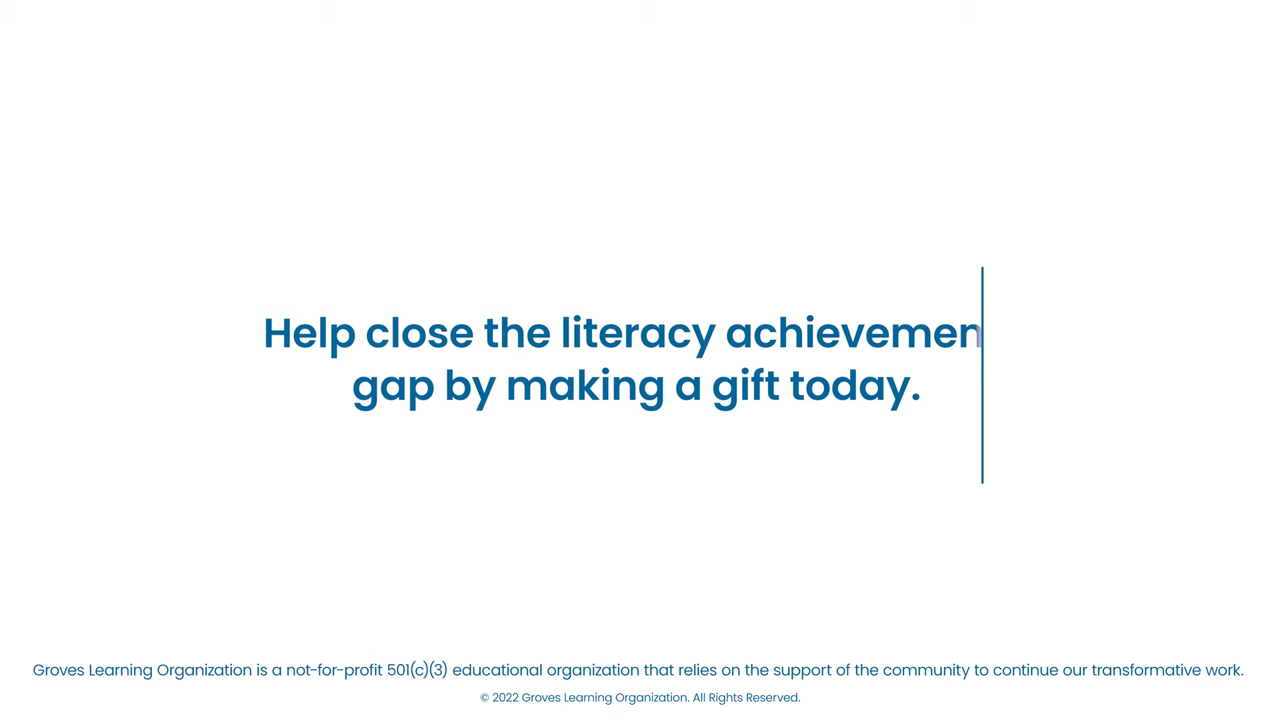 Help close the literacy achievemen
gap by making a gift today.
Groves Learning Organization is a not-for-profit 501(c)(3) educational organization that relies on the support of the community to continue our transformative work.
© 2022 Groves Learning Organization. All Rights Reserved.